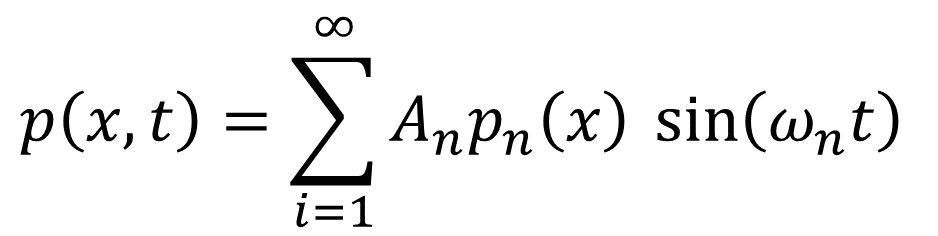 p(x, t) = ∑_{i=1}^{∞} A_n p_n(x) sin(ω_n t)